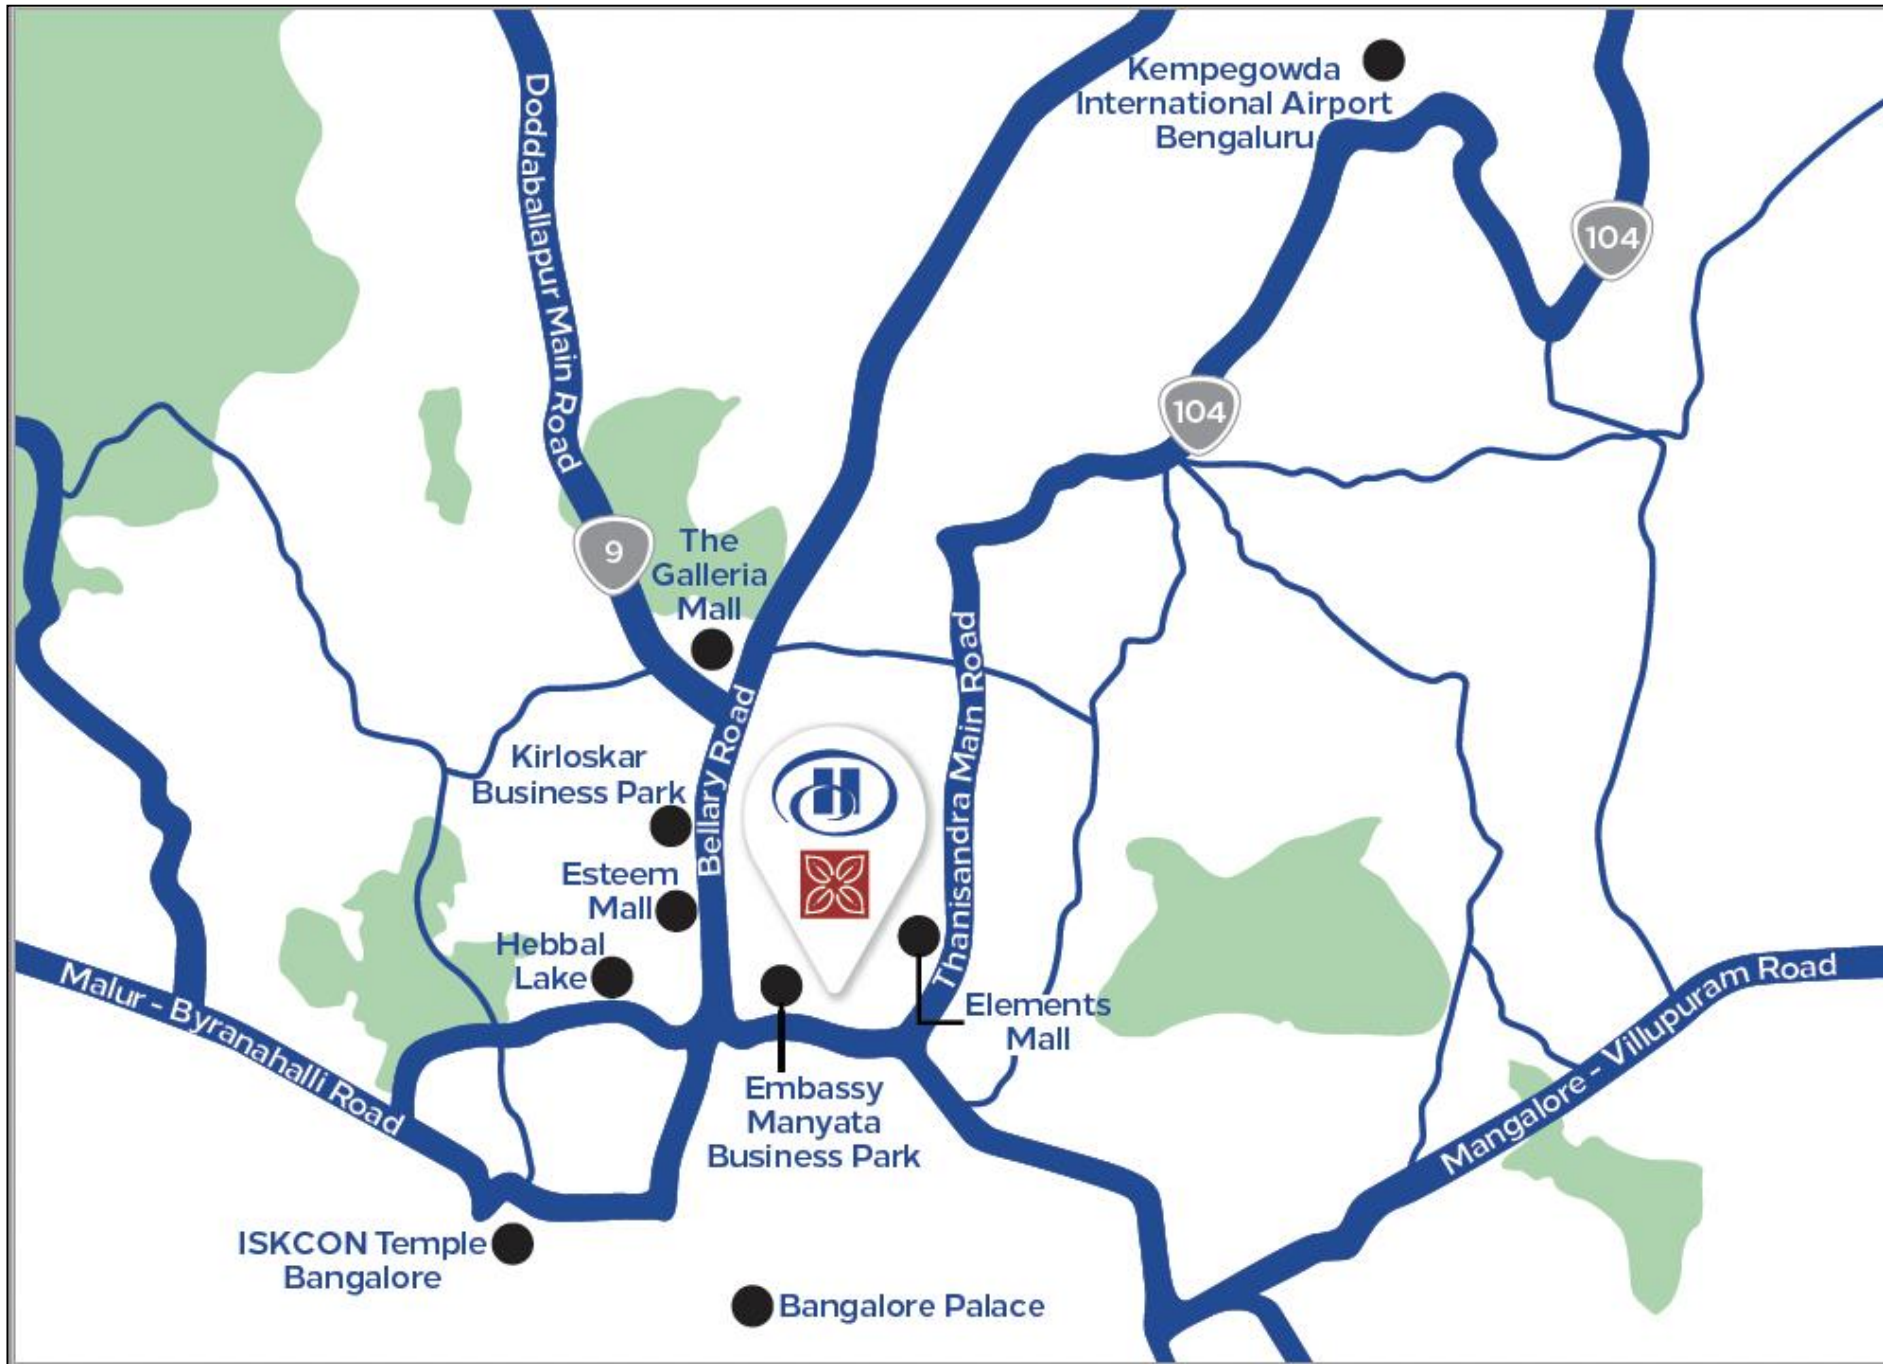 Kempegowda
International Airport
Bengaluru
Doddaballapur Main Road
104
104
9
The
Galleria
Mall
Bellary Road
Thanisandra Main Road
Kirloskar
Business Park
Esteem
Mall
Hebbal
Lake
Elements
Mall
Malur - Byranahalli Road
Mangalore - Villupuram Road
Embassy
Manyata
Business Park
ISKCON Temple
Bangalore
Bangalore Palace